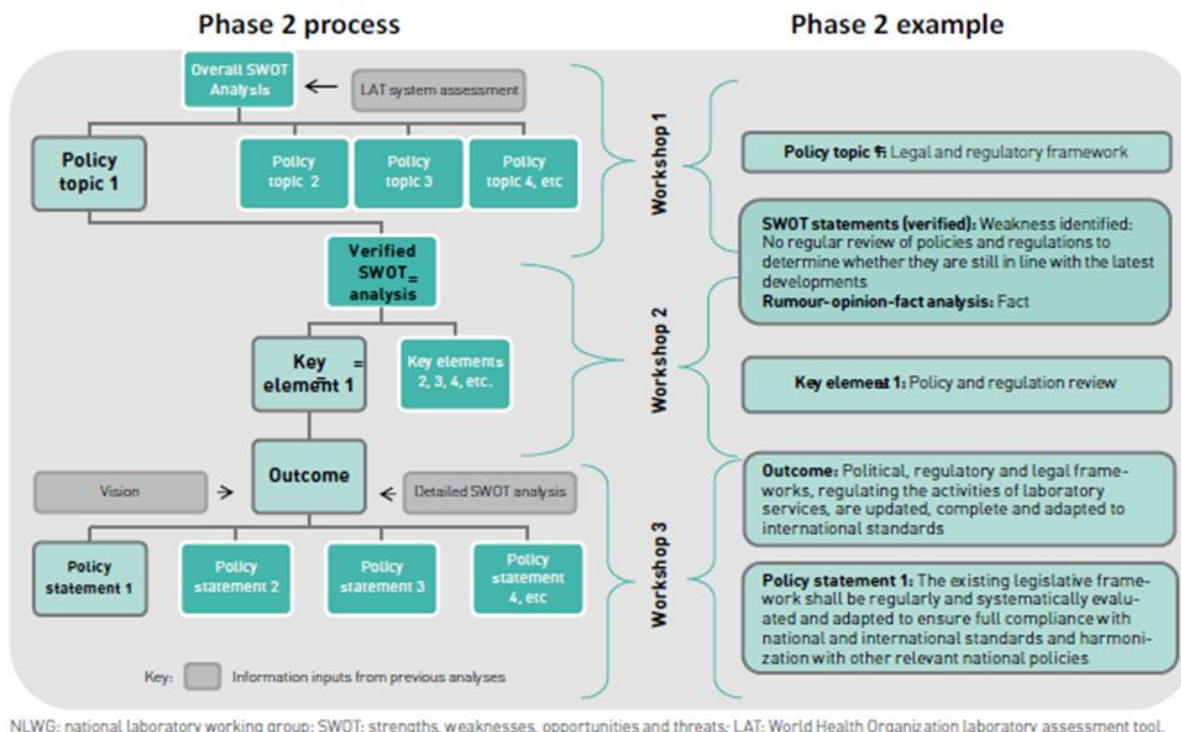 Phase 2 process
Phase 2 example
Overall SWOT
Analysis
LAT system assessment
Policy
topic 1
Policy
topic 2
Policy
topic 3
Policy
topic 4, etc
Workshop 1
Verified
SWOT =
analysis
Key =
element 1
Key elements
2, 3, 4, etc.
Workshop 2
Outcome
Vision
Detailed SWOT analysis
Policy
statement 1
Policy
statement 2
Policy
statement 3
Policy
statement
4, etc
Workshop 3
Key:
Information inputs from previous analyses
Policy topic 1: Legal and regulatory framework
SWOT statements (verified): Weakness identified:
No regular review of policies and regulations to
determine whether they are still in line with the latest
developments
Rumour-opinion-fact analysis: Fact
Key element 1: Policy and regulation review
Outcome: Political, regulatory and legal frame-
works, regulating the activities of laboratory
services, are updated, complete and adapted to
international standards
Policy statement 1: The existing legislative frame-
work shall be regularly and systematically evalu-
ated and adapted to ensure full compliance with
national and international standards and harmoni-
zation with other relevant national policies
NLWG: national laboratory working group; SWOT: strengths, weaknesses, opportunities and threats; LAT: World Health Organization laboratory assessment tool.